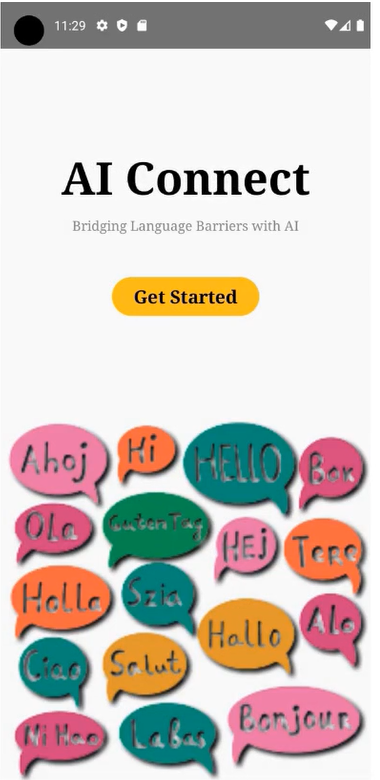 11:29
AI Connect
Bridging Language Barriers with AI
Get Started
Ahoj
Hi
HELLO
Bok
Ola
Guten Tag
HEJ
Tere
Holla
Szia
Hallo
Alo
Ciao
Salut
Ni Hao
Labas
Bonjour